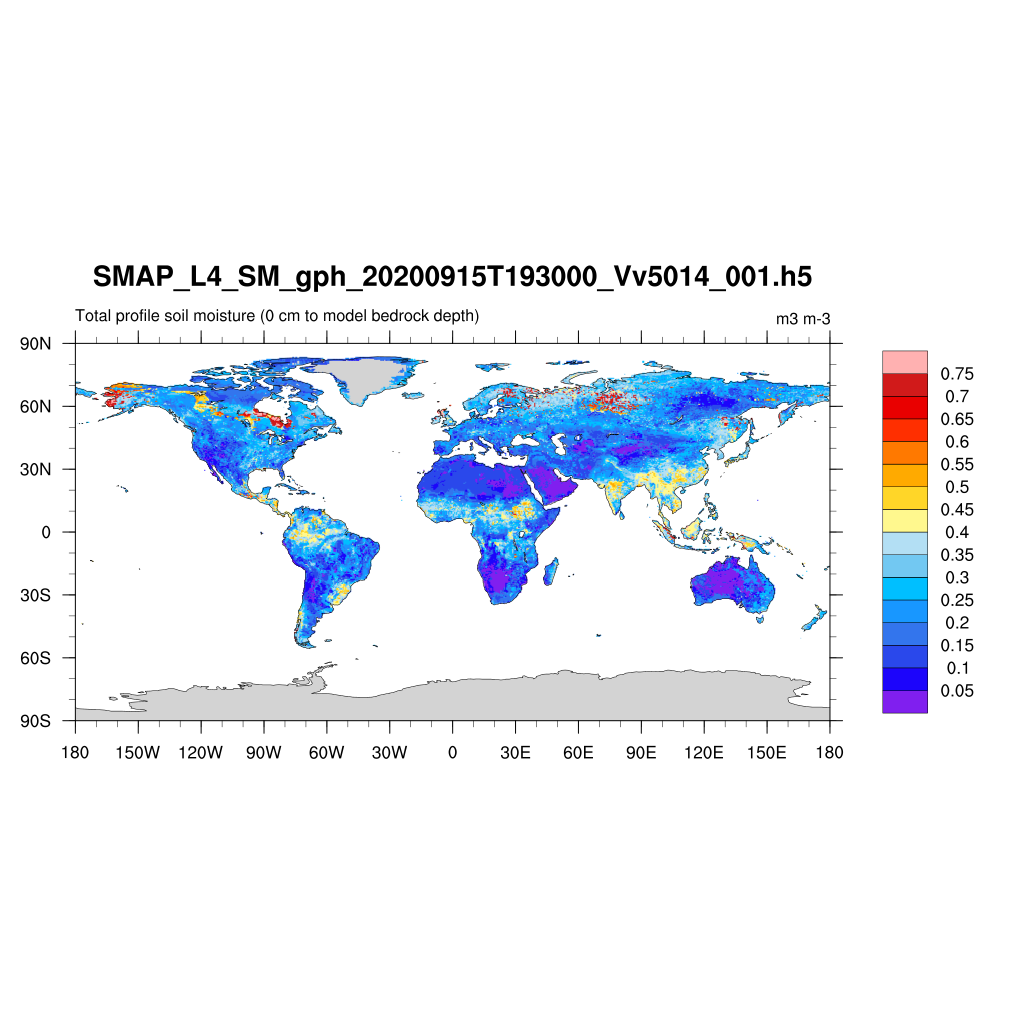 SMAP_L4_SM_gph_20200915T193000_Vv5014_001.h5
Total profile soil moisture (0 cm to model bedrock depth)
m3 m-3
90N
60N
30N
0
30S
60S
90S
180 150W 120W 90W 60W 30W 0 30E 60E 90E 120E 150E 180
0.75
0.7
0.65
0.6
0.55
0.5
0.45
0.4
0.35
0.3
0.25
0.2
0.15
0.1
0.05